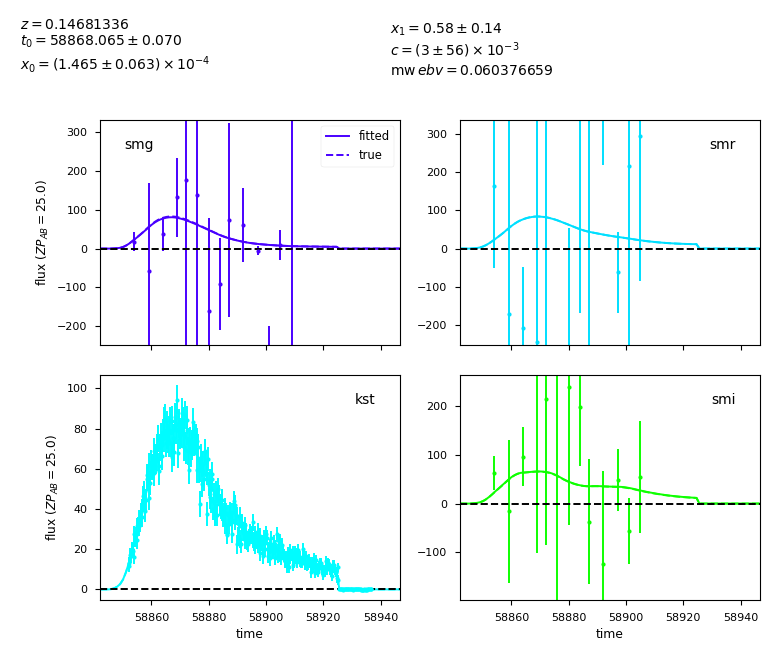 z = 0.14681336
t₀ = 58868.065 ± 0.070
x₀ = (1.465 ± 0.063) × 10⁻⁴
x₁ = 0.58 ± 0.14
c = (3 ± 56) × 10⁻³
mw ebv = 0.060376659
smg
fitted
true
300
200
100
0
−100
−200
flux (ZP_AB = 25.0)
smr
300
200
100
0
−100
−200
kst
100
80
60
40
20
0
flux (ZP_AB = 25.0)
58860 58880 58900 58920 58940
time
smi
200
100
0
−100
58860 58880 58900 58920 58940
time